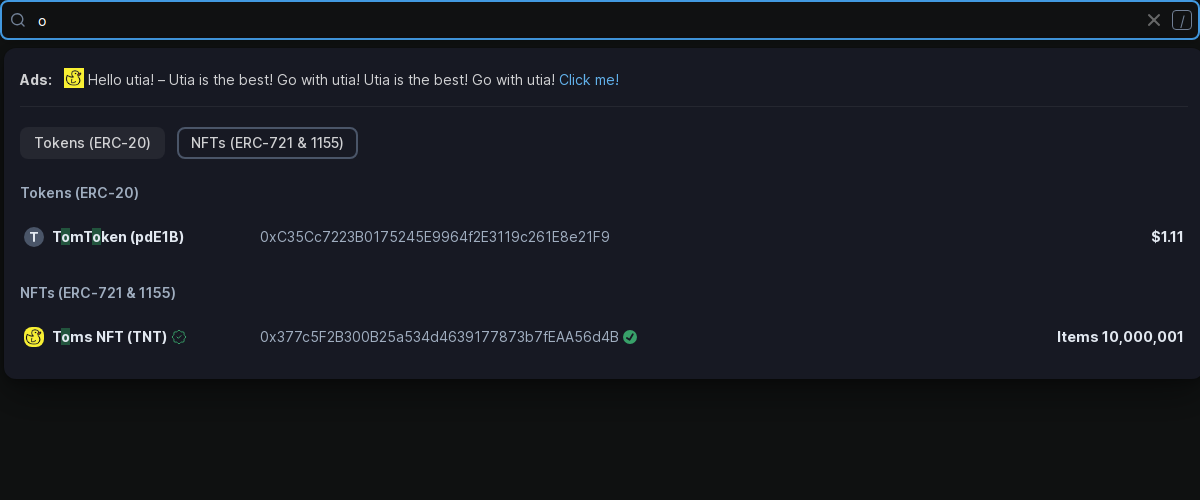 o /
Ads: Hello utia! – Utia is the best! Go with utia! Utia is the best! Go with utia! Click me!
Tokens (ERC-20) NFTs (ERC-721 & 1155)
Tokens (ERC-20)
T TomToken (pdE1B) 0xC35Cc7223B0175245E9964f2E3119c261E8e21F9 $1.11
NFTs (ERC-721 & 1155)
Toms NFT (TNT) 0x377c5F2B300B25a534d4639177873b7fEAA56d4B Items 10,000,001